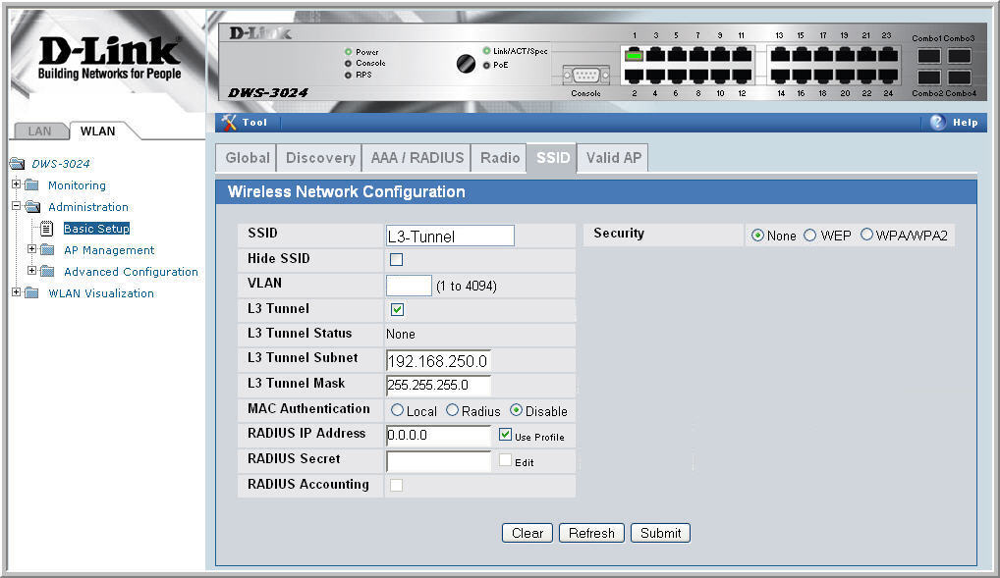 D-Link
Building Networks for People
D-Link
Power
Console
RPS
Link/ACT/Spec
PoE
Console
1 3 5 7 9 11 13 15 17 19 21 23
2 4 6 8 10 12 14 16 18 20 22 24
Combo1 Combo3
Combo2 Combo4
DWS-3024
LAN
WLAN
Tool
Help
DWS-3024
Monitoring
Administration
Basic Setup
AP Management
Advanced Configuration
WLAN Visualization
Global
Discovery
AAA / RADIUS
Radio
SSID
Valid AP
Wireless Network Configuration
SSID L3-Tunnel
Hide SSID
VLAN (1 to 4094)
L3 Tunnel
L3 Tunnel Status None
L3 Tunnel Subnet 192.168.250.0
L3 Tunnel Mask 255.255.255.0
MAC Authentication Local Radius Disable
RADIUS IP Address 0.0.0.0 Use Profile
RADIUS Secret Edit
RADIUS Accounting
Security None WEP WPA/WPA2
Clear
Refresh
Submit